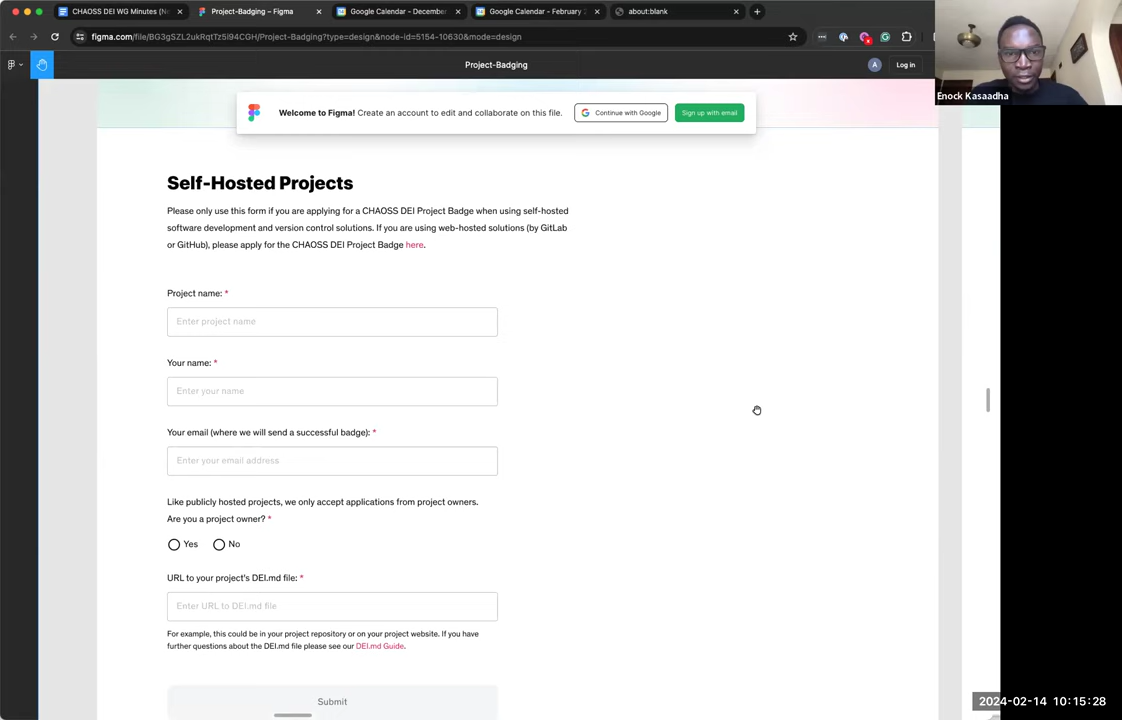 CHAOSS DEI WG Minutes (N
Project-Badging – Figma
Google Calendar - Decembe
Google Calendar - February
about:blank
figma.com/file/BG3gSZL2ukRqtTz5i94CGH/Project-Badging?type=design&node-id=5154-10630&mode=design
Project-Badging
A
Log in
Enock Kasaadha
Welcome to Figma! Create an account to edit and collaborate on this file.
Continue with Google
Sign up with email
Self-Hosted Projects
Please only use this form if you are applying for a CHAOSS DEI Project Badge when using self-hosted
software development and version control solutions. If you are using web-hosted solutions (by GitLab
or GitHub), please apply for the CHAOSS DEI Project Badge here.
Project name: *
Enter project name
Your name: *
Enter your name
Your email (where we will send a successful badge): *
Enter your email address
Like publicly hosted projects, we only accept applications from project owners.
Are you a project owner? *
Yes
No
URL to your project's DEI.md file: *
Enter URL to DEI.md file
For example, this could be in your project repository or on your project website. If you have
further questions about the DEI.md file please see our DEI.md Guide.
Submit
2024-02-14 10:15:28